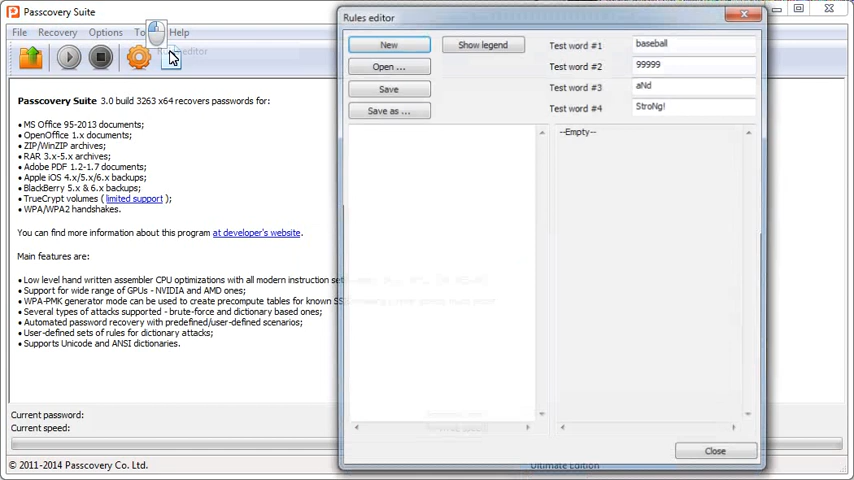 Passcovery Suite
File Recovery Options To Help
Rules editor
Passcovery Suite 3.0 build 3263 x64 recovers passwords for:
• MS Office 95-2013 documents;
• OpenOffice 1.x documents;
• ZIP/WinZIP archives;
• RAR 3.x-5.x archives;
• Adobe PDF 1.2-1.7 documents;
• Apple iOS 4.x/5.x/6.x backups;
• BlackBerry 5.x & 6.x backups;
• TrueCrypt volumes ( limited support );
• WPA/WPA2 handshakes.
You can find more information about this program at developer's website.
Main features are:
• Low level hand written assembler CPU optimizations with all modern instruction set
• Support for wide range of GPUs - NVIDIA and AMD ones;
• WPA-PMK generator mode can be used to create precompute tables for known SS
• Several types of attacks supported - brute-force and dictionary based ones;
• Automated password recovery with predefined/user-defined scenarios;
• User-defined sets of rules for dictionary attacks;
• Supports Unicode and ANSI dictionaries.
Current password:
Current speed:
© 2011-2014 Passcovery Co. Ltd.
Ultimate Edition
Rules editor
New
Show legend
Test word #1
baseball
Open ...
Test word #2
99999
Save
Test word #3
aNd
Save as ...
Test word #4
StroNg!
--Empty--
Close